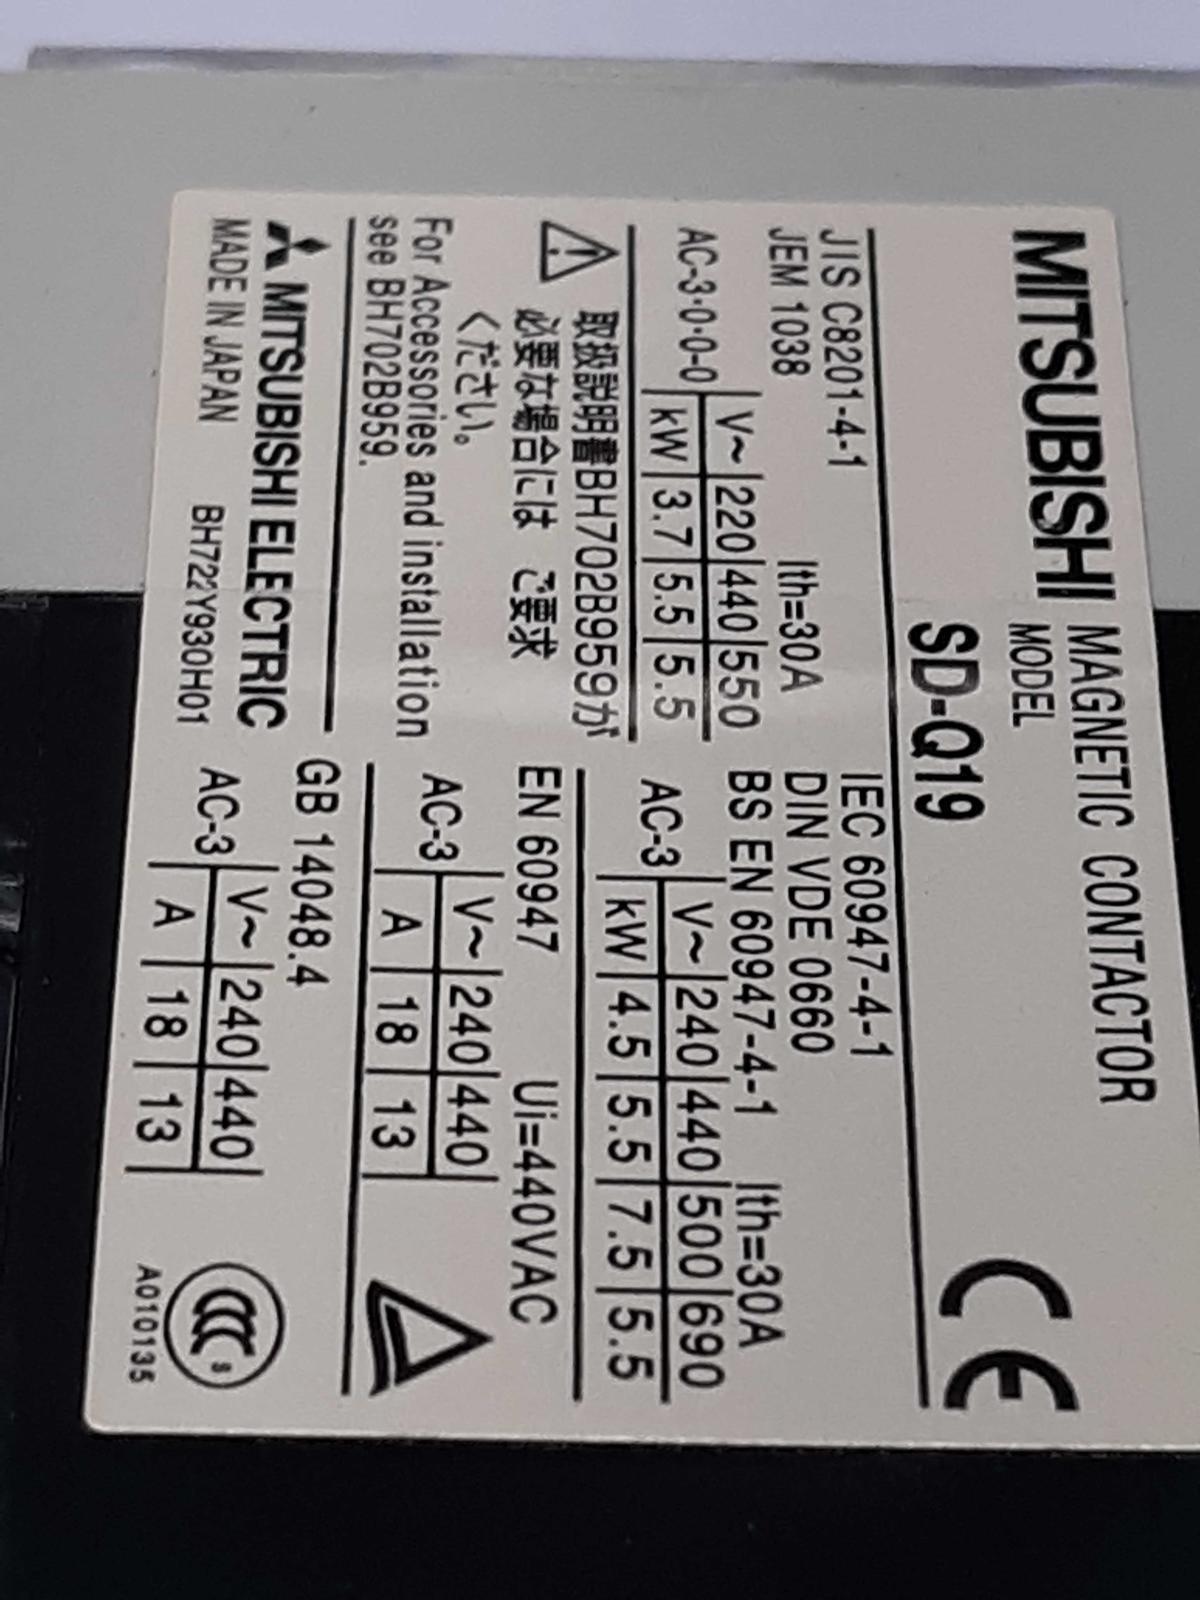 MITSUBISHI MAGNETIC CONTACTOR
MODEL
SD-Q19
CE
JIS C8201-4-1
JEM 1038 Ith=30A
AC-3·0·0-0 V~ 220 440 550
kW 3.7 5.5 5.5
取扱説明書BH702B959が
必要な場合には ご要求
ください。
For Accessories and installation
see BH702B959.
MITSUBISHI ELECTRIC
MADE IN JAPAN BH722Y930H01
IEC 60947-4-1
DIN VDE 0660
BS EN 60947-4-1 Ith=30A
AC-3 V~ 240 440 500 690
kW 4.5 5.5 7.5 5.5
EN 60947 Ui=440VAC
AC-3 V~ 240 440
A 18 13
GB 14048.4
AC-3 V~ 240 440
A 18 13
CCC S
A010135